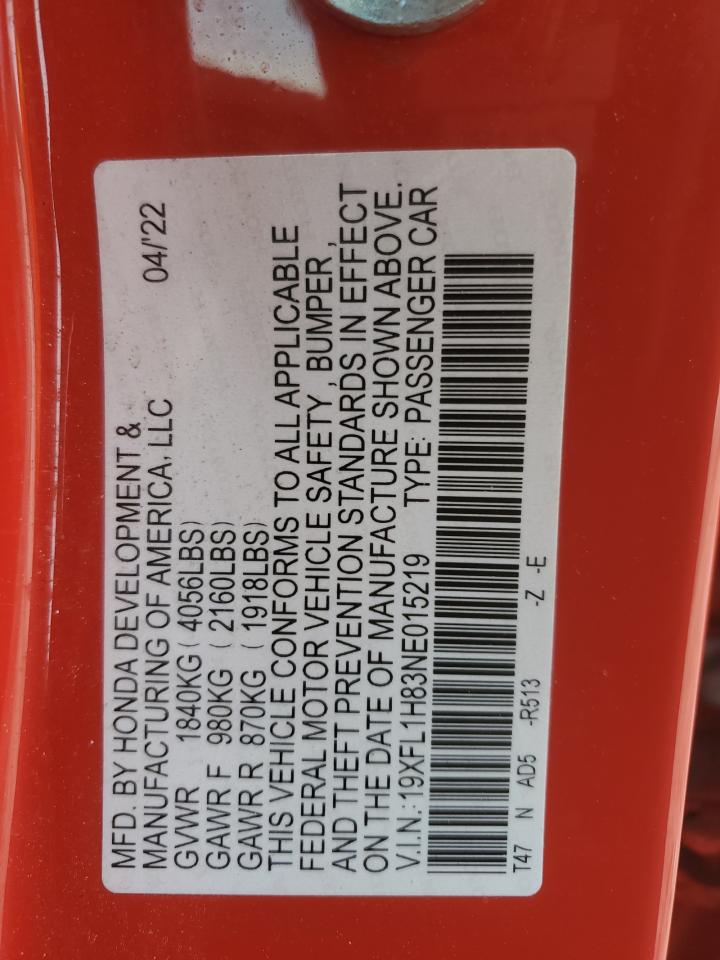 MFD. BY HONDA DEVELOPMENT &
MANUFACTURING OF AMERICA, LLC 04/'22
GVWR 1840KG ( 4056LBS)
GAWR F 980KG ( 2160LBS)
GAWR R 870KG ( 1918LBS)
THIS VEHICLE CONFORMS TO ALL APPLICABLE
FEDERAL MOTOR VEHICLE SAFETY , BUMPER ,
AND THEFT PREVENTION STANDARDS IN EFFECT
ON THE DATE OF MANUFACTURE SHOWN ABOVE.
V.I.N.:19XFL1H83NE015219 TYPE: PASSENGER CAR
T47 N AD5 -R513 -Z -E